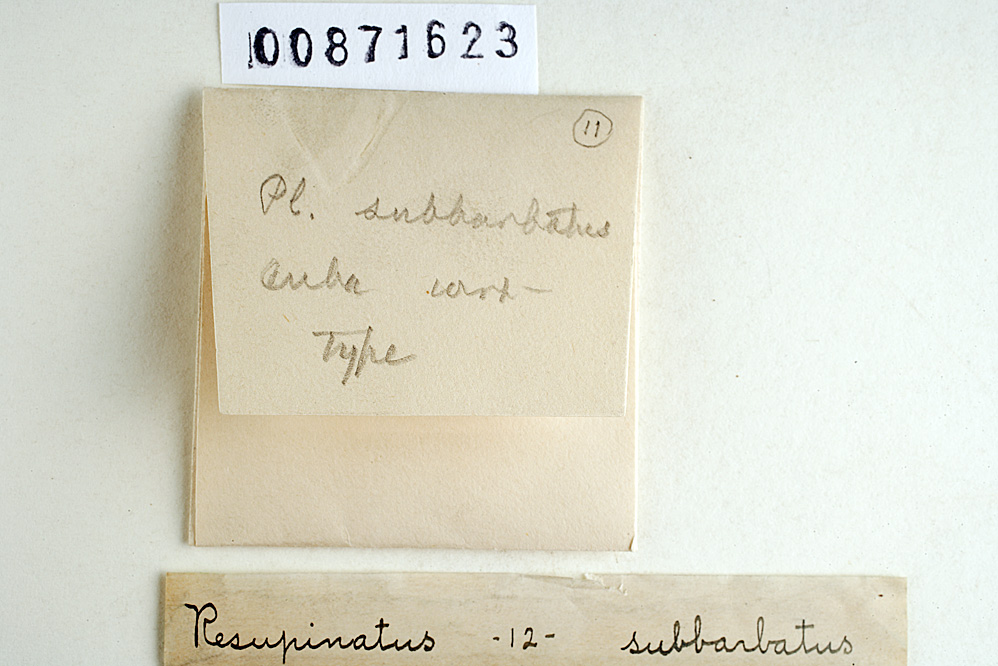 00871623
11
Pl. subbarbatus
Cuba
Type
Resupinatus -12- subbarbatus